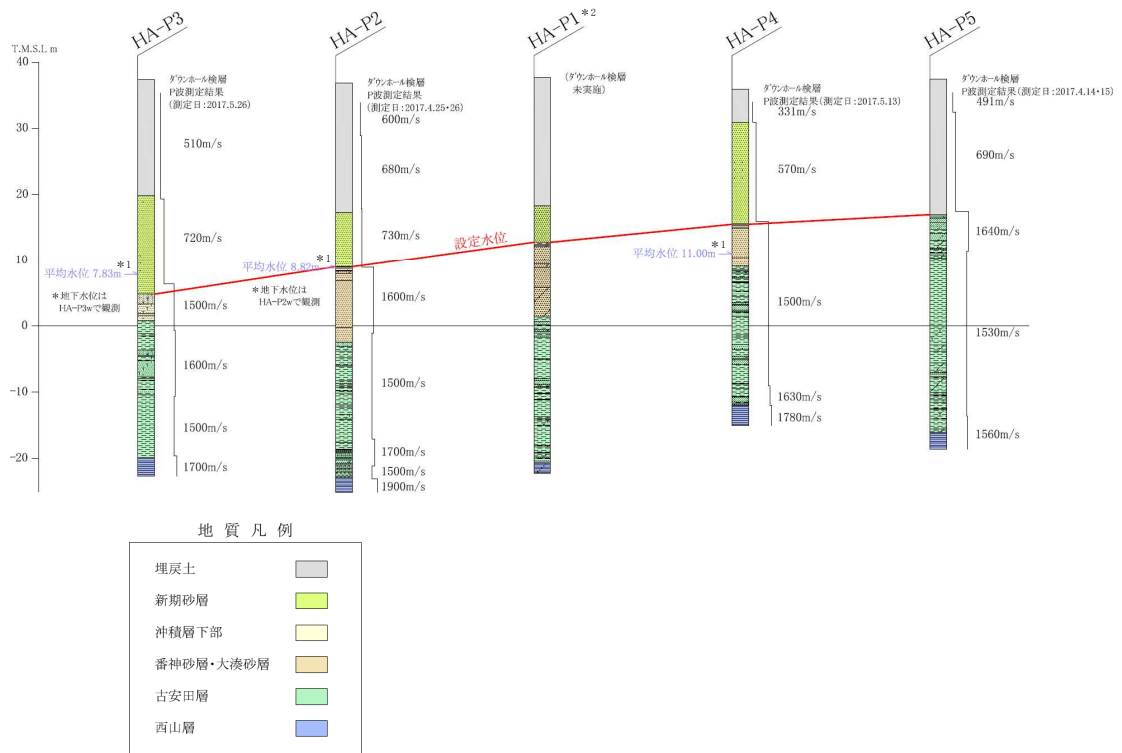 HA-P3
HA-P2
HA-P1*2
HA-P4
HA-P5
T.M.S.L m
40
30
20
10
0
-10
-20
ダウンホール検層
P波測定結果
(測定日:2017.5.26)
510m/s
720m/s
*1
平均水位 7.83m
*地下水位は
HA-P3wで観測
1500m/s
1600m/s
1500m/s
1700m/s
ダウンホール検層
P波測定結果
(測定日:2017.4.25・26)
600m/s
680m/s
730m/s
*1
平均水位 8.82m
*地下水位は
HA-P2wで観測
1600m/s
1500m/s
1700m/s
1500m/s
1900m/s
設定水位
(ダウンホール検層
未実施)
ダウンホール検層
P波測定結果(測定日:2017.5.13)
331m/s
570m/s
*1
平均水位 11.00m
1500m/s
1630m/s
1780m/s
ダウンホール検層
P波測定結果(測定日:2017.4.14・15)
491m/s
690m/s
1640m/s
1530m/s
1560m/s
地質凡例
埋戻土
新期砂層
沖積層下部
番神砂層・大湊砂層
古安田層
西山層